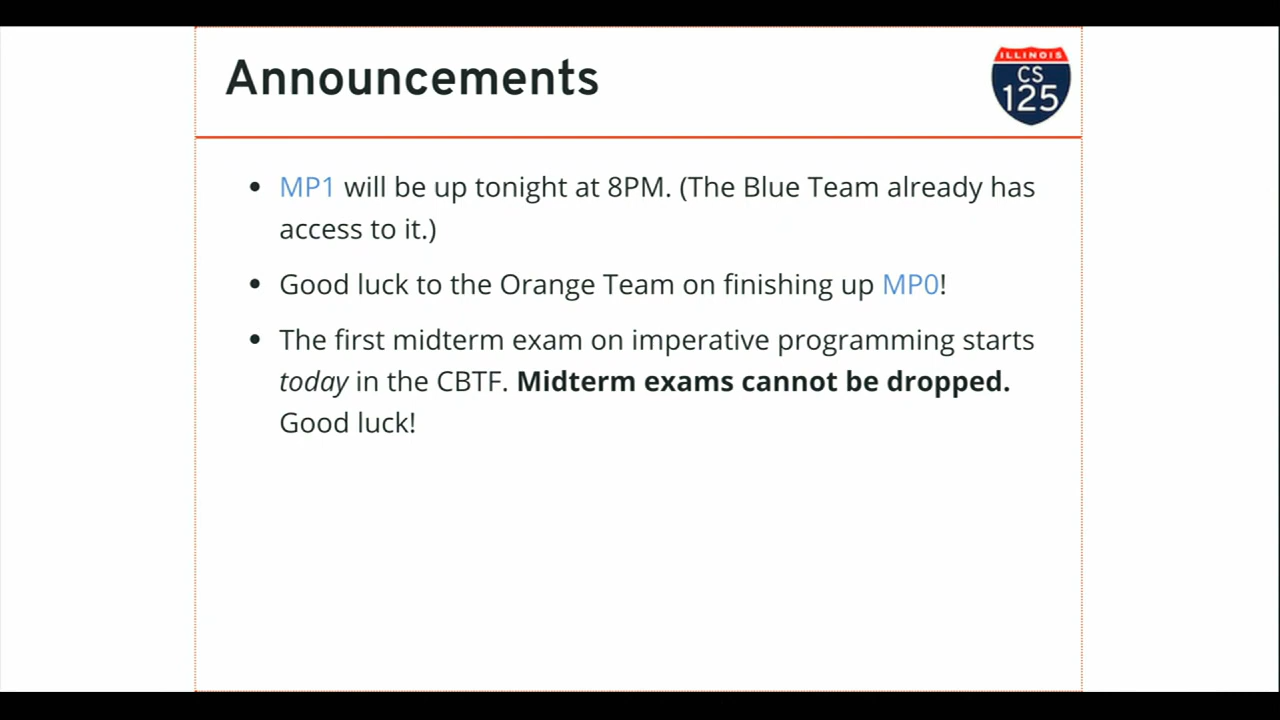 Announcements
ILLINOIS
CS
125
MP1 will be up tonight at 8PM. (The Blue Team already has
access to it.)
Good luck to the Orange Team on finishing up MP0!
The first midterm exam on imperative programming starts
today in the CBTF. Midterm exams cannot be dropped.
Good luck!